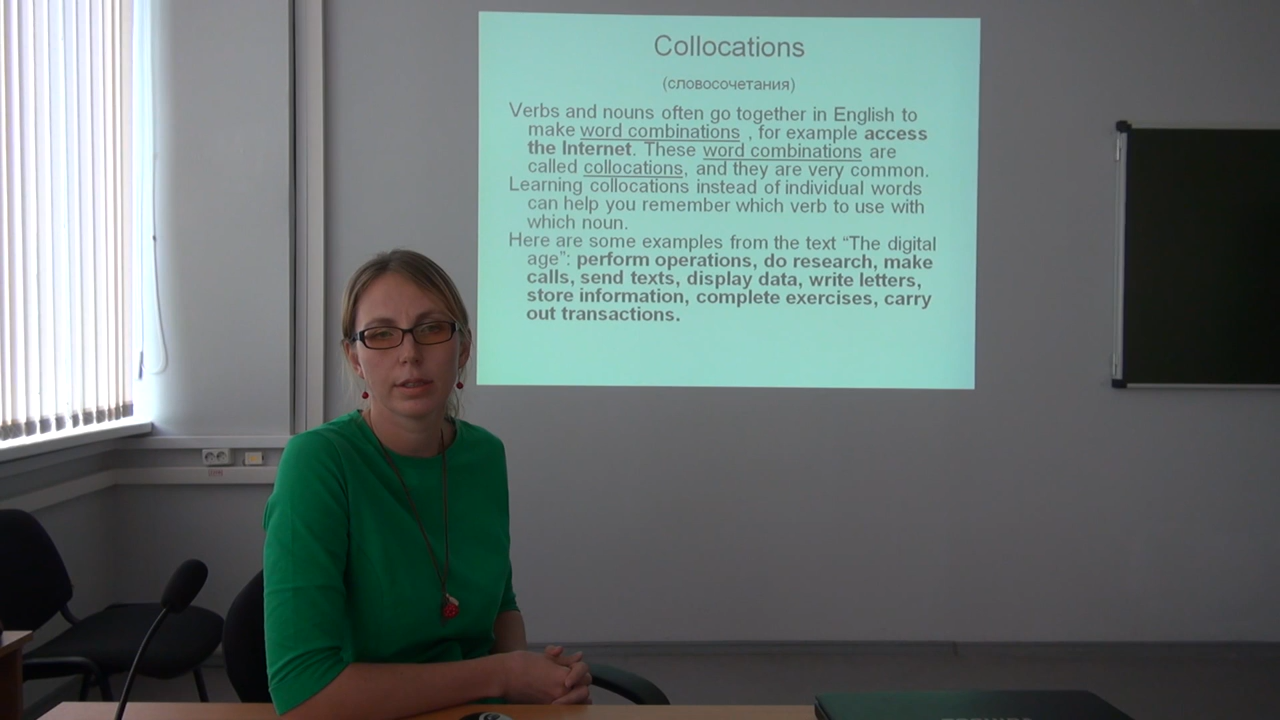 Collocations
(словосочетания)
Verbs and nouns often go together in English to
make word combinations , for example access
the Internet. These word combinations are
called collocations, and they are very common.
Learning collocations instead of individual words
can help you remember which verb to use with
which noun.
Here are some examples from the text “The digital
age”: perform operations, do research, make
calls, send texts, display data, write letters,
store information, complete exercises, carry
out transactions.